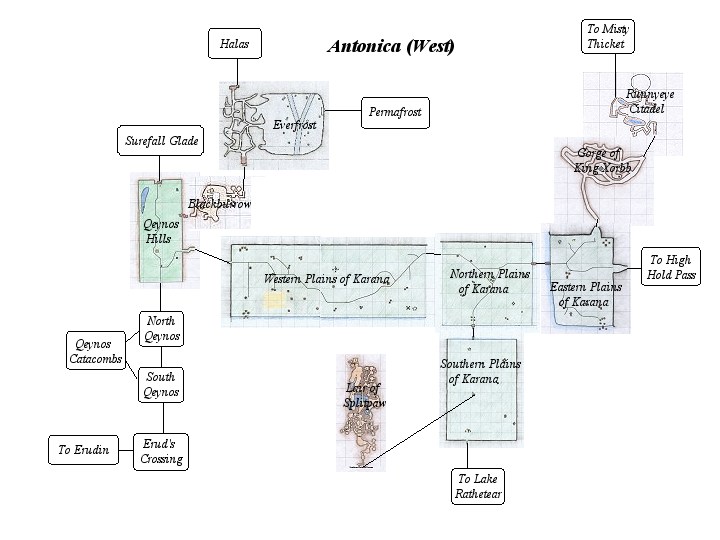 Antonica (West)
Halas
To Misty
Thicket
Runnyeye
Citadel
Everfrost
Permafrost
Surefall Glade
Gorge of
King Xorbb
Blackburrow
Qeynos
Hills
Western Plains of Karana
Northern Plains
of Karana
Eastern Plains
of Karana
To High
Hold Pass
North
Qeynos
Qeynos
Catacombs
South
Qeynos
Southern Plains
of Karana
Lair of
Splitpaw
To Erudin
Erud's
Crossing
To Lake
Rathetear